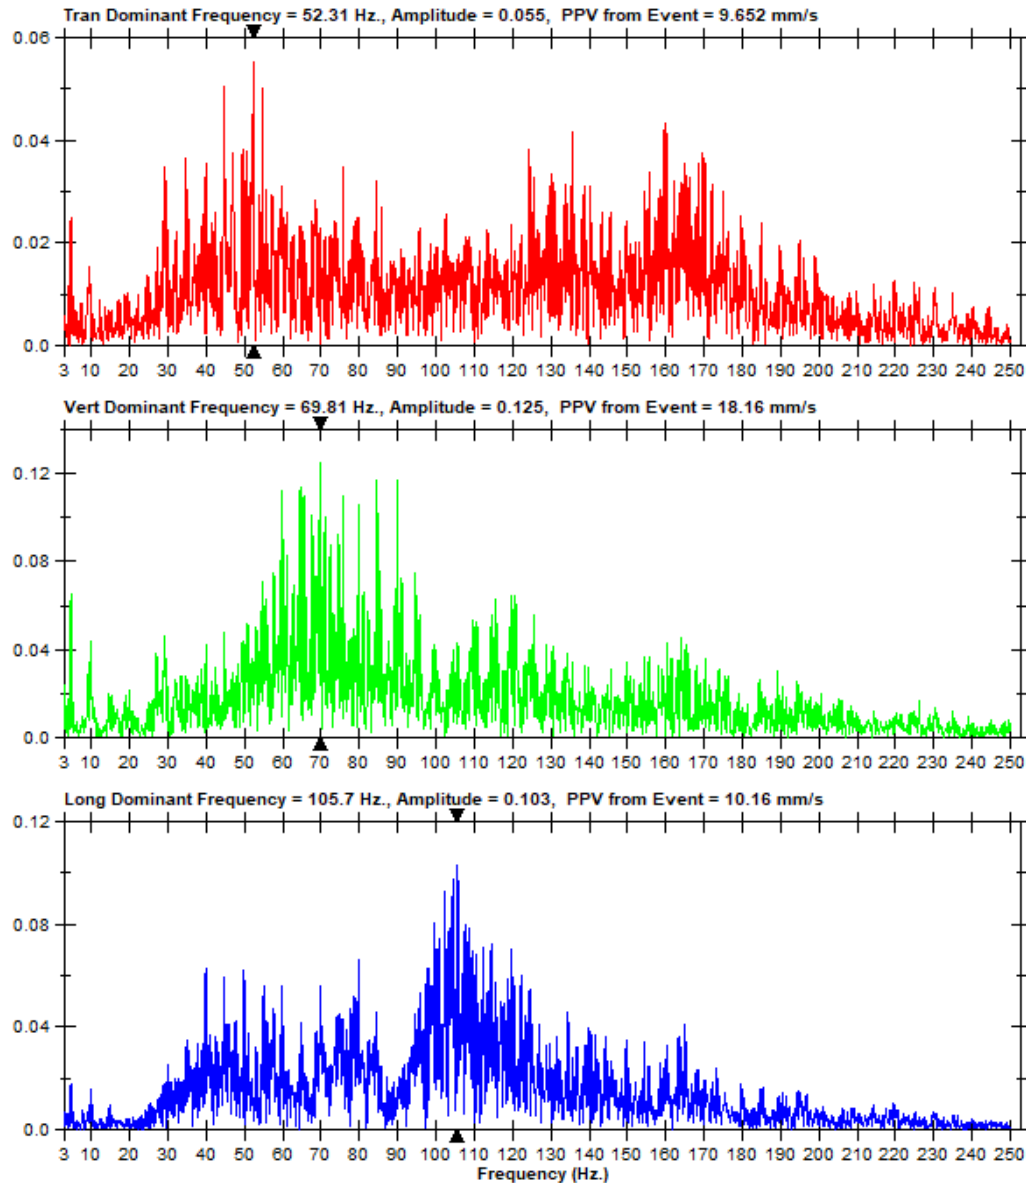 Tran Dominant Frequency = 52.31 Hz., Amplitude = 0.055, PPV from Event = 9.652 mm/s
0.06
0.04
0.02
0.0
3 10 20 30 40 50 60 70 80 90 100 110 120 130 140 150 160 170 180 190 200 210 220 230 240 250
Vert Dominant Frequency = 69.81 Hz., Amplitude = 0.125, PPV from Event = 18.16 mm/s
0.12
0.08
0.04
0.0
3 10 20 30 40 50 60 70 80 90 100 110 120 130 140 150 160 170 180 190 200 210 220 230 240 250
Long Dominant Frequency = 105.7 Hz., Amplitude = 0.103, PPV from Event = 10.16 mm/s
0.12
0.08
0.04
0.0
3 10 20 30 40 50 60 70 80 90 100 110 120 130 140 150 160 170 180 190 200 210 220 230 240 250
Frequency (Hz.)